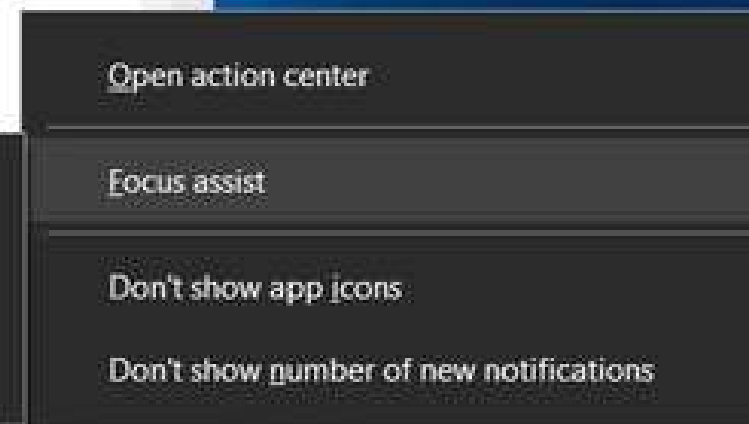 Open action center
Focus assist
Don't show app icons
Don't show number of new notifications